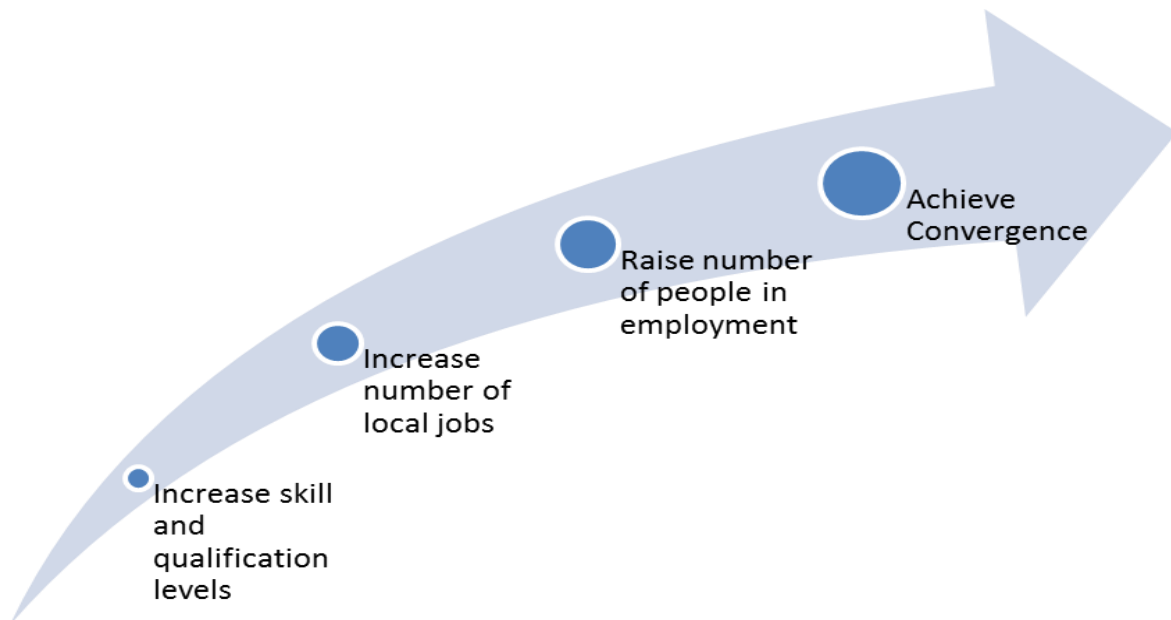 Increase skill
and
qualification
levels
Increase
number of
local jobs
Raise number
of people in
employment
Achieve
Convergence